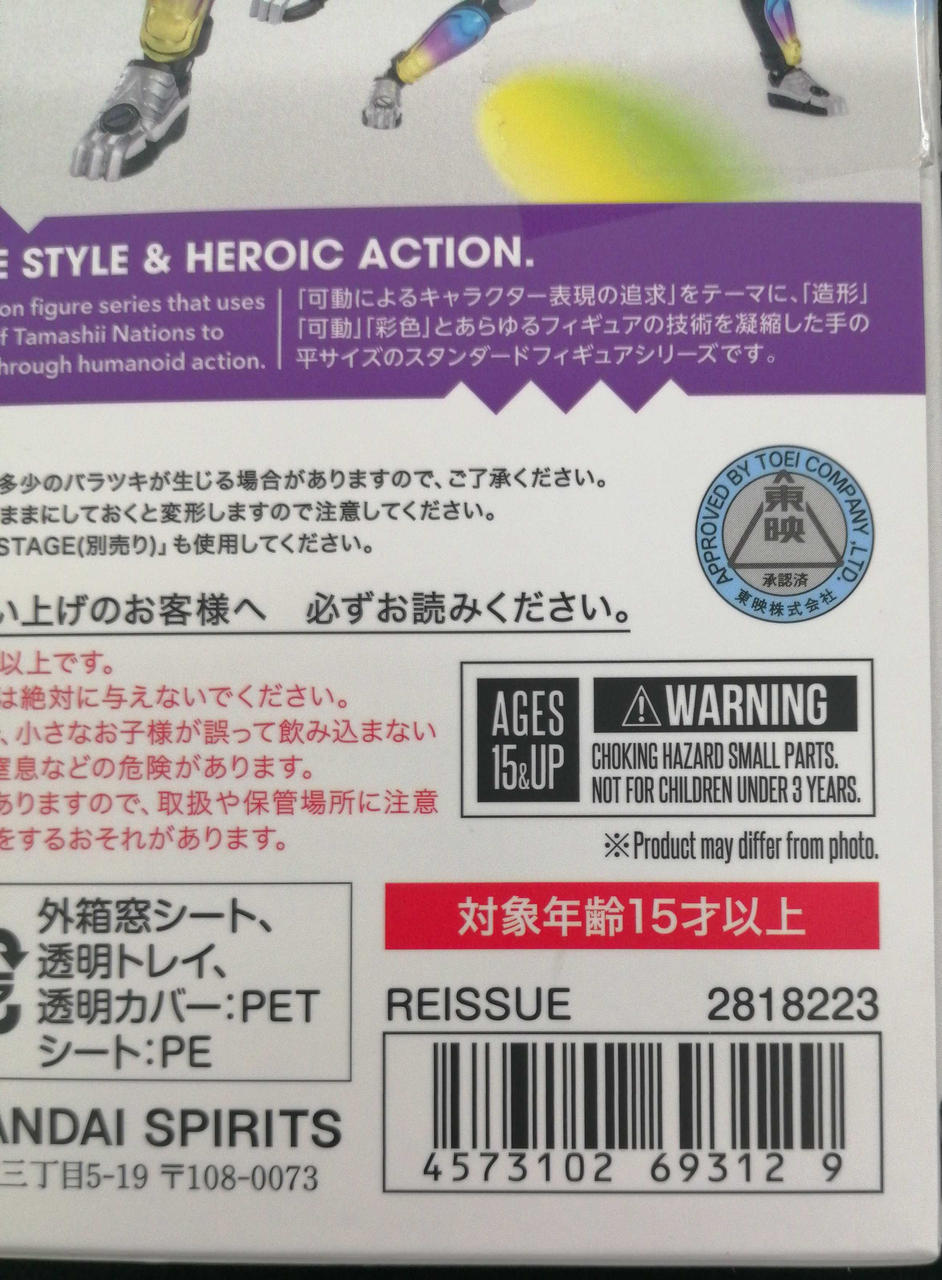 E STYLE & HEROIC ACTION.
on figure series that uses
f Tamashii Nations to
hrough humanoid action.
「可動によるキャラクター表現の追求」をテーマに、「造形」
「可動」「彩色」とあらゆるフィギュアの技術を凝縮した手の
平サイズのスタンダードフィギュアシリーズです。
多少のバラツキが生じる場合がありますので、ご了承ください。
ままにしておくと変形しますので注意してください。
STAGE(別売り)」も使用してください。
APPROVED BY TOEI COMPANY ,LTD.
東映
承認済
東映株式会社
い上げのお客様へ 必ずお読みください。
以上です。
は絶対に与えないでください。
、小さなお子様が誤って飲み込まない
窒息などの危険があります。
ありますので、取扱や保管場所に注意
をするおそれがあります。
AGES
15&UP
⚠WARNING
CHOKING HAZARD SMALL PARTS.
NOT FOR CHILDREN UNDER 3 YEARS.
※Product may differ from photo.
対象年齢15才以上
外箱窓シート、
透明トレイ、
透明カバー:PET
シート:PE
REISSUE 2818223
4573102 69312 9
ANDAI SPIRITS
三丁目5-19 〒108-0073